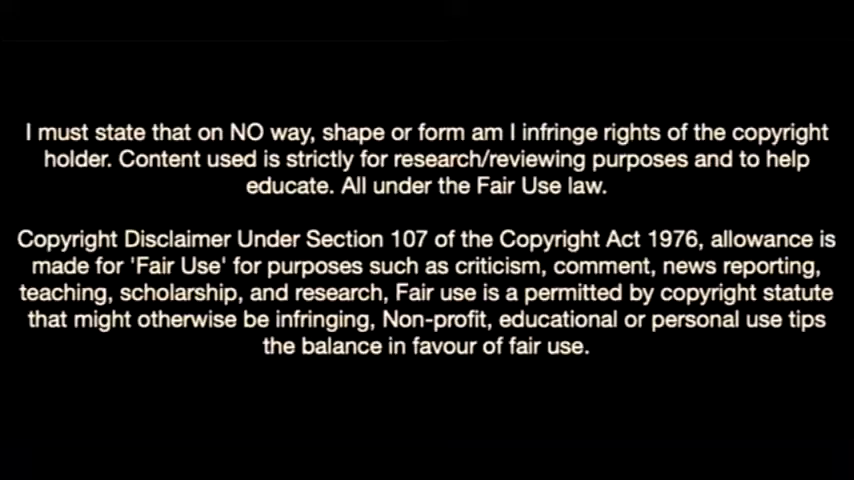 I must state that on NO way, shape or form am I infringe rights of the copyright
holder. Content used is strictly for research/reviewing purposes and to help
educate. All under the Fair Use law.
Copyright Disclaimer Under Section 107 of the Copyright Act 1976, allowance is
made for 'Fair Use' for purposes such as criticism, comment, news reporting,
teaching, scholarship, and research, Fair use is a permitted by copyright statute
that might otherwise be infringing, Non-profit, educational or personal use tips
the balance in favour of fair use.